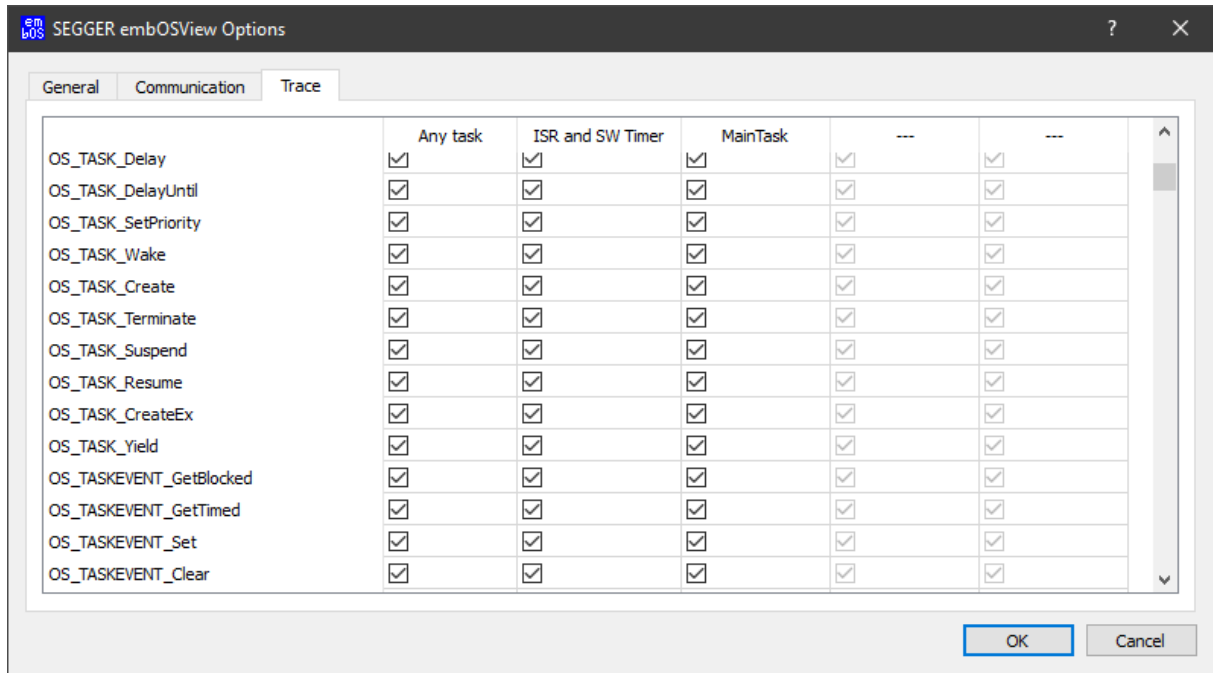 em
bOS SEGGER embOSView Options ? ×
General Communication Trace
Any task ISR and SW Timer MainTask --- ---
OS_TASK_Delay
OS_TASK_DelayUntil
OS_TASK_SetPriority
OS_TASK_Wake
OS_TASK_Create
OS_TASK_Terminate
OS_TASK_Suspend
OS_TASK_Resume
OS_TASK_CreateEx
OS_TASK_Yield
OS_TASKEVENT_GetBlocked
OS_TASKEVENT_GetTimed
OS_TASKEVENT_Set
OS_TASKEVENT_Clear
OK Cancel